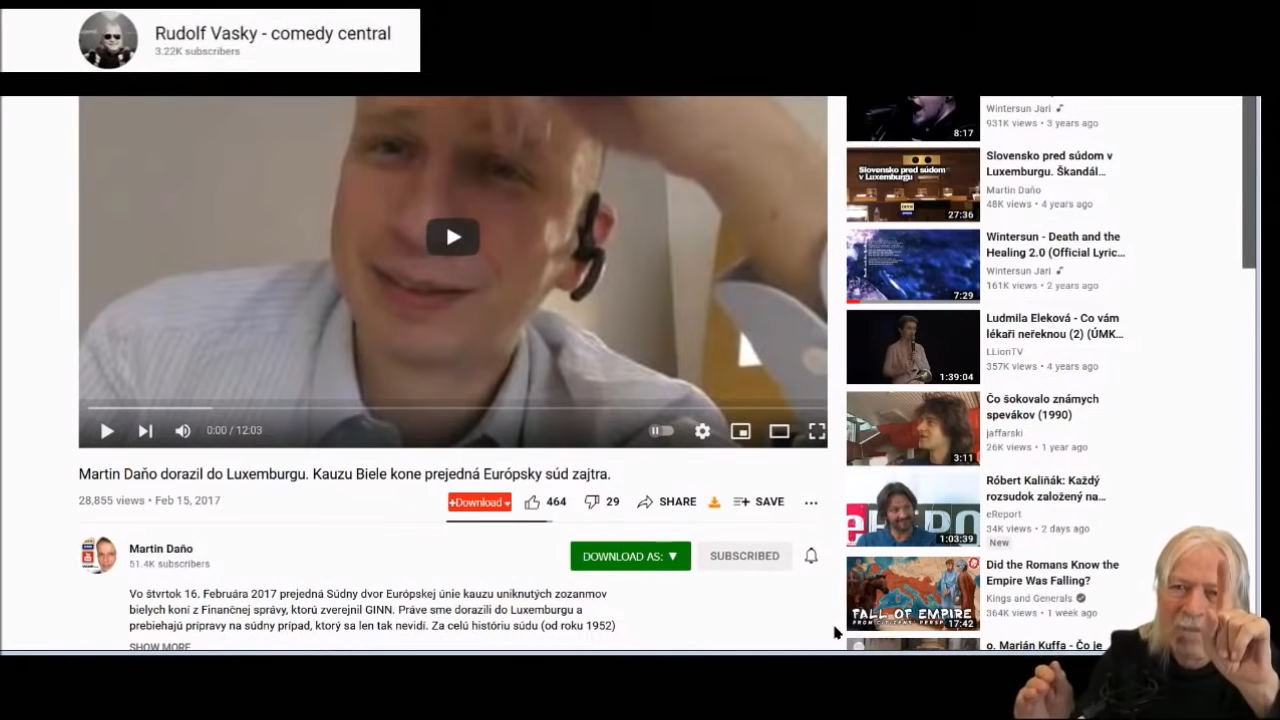 Rudolf Vasky - comedy central
3.22K subscribers
0:00 / 12:03
Martin Daňo dorazil do Luxemburgu. Kauzu Biele kone prejedná Európsky súd zajtra.
28,855 views • Feb 15, 2017
+Download
464
29
SHARE
SAVE
Martin Daňo
51.4K subscribers
DOWNLOAD AS: ▼
SUBSCRIBED
Vo štvrtok 16. Februára 2017 prejedná Súdny dvor Európskej únie kauzu uniknutých zozamnov
bielych koní z Finančnej správy, ktorú zverejnil GINN. Práve sme dorazili do Luxemburgu a
prebiehajú prípravy na súdny prípad, ktorý sa len tak nevidí. Za celú históriu súdu (od roku 1952)
SHOW MORE
8:17
Wintersun Jari
931K views • 3 years ago
Slovensko pred súdom
v Luxemburgu
27:36
Slovensko pred súdom v
Luxemburgu. Škandál...
Martin Daňo
48K views • 4 years ago
7:29
Wintersun - Death and the
Healing 2.0 (Official Lyric...
Wintersun Jari
161K views • 2 years ago
1:39:04
Ludmila Eleková - Co vám
lékaři neřeknou (2) (ÚMK...
LLionTV
357K views • 4 years ago
3:11
Čo šokovalo známych
spevákov (1990)
jaffarski
26K views • 1 year ago
1:03:39
Róbert Kaliňák: Každý
rozsudok založený na...
eReport
34K views • 2 days ago
New
FALL OF EMPIRE
17:42
Did the Romans Know the
Empire Was Falling?
Kings and Generals
364K views • 1 week ago
o. Marián Kuffa - Čo je